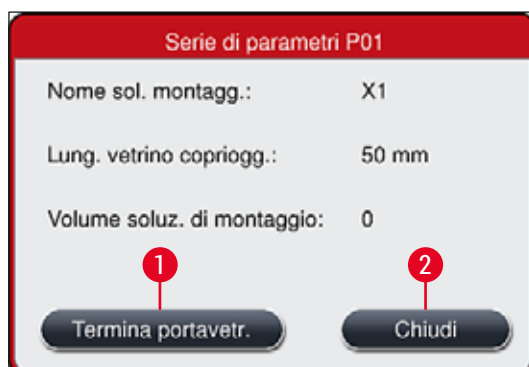 Serie di parametri P01
Nome sol. montagg.: X1
Lung. vetrino copriogg.: 50 mm
Volume soluz. di montaggio: 0
1 2
Termina portavetr. Chiudi